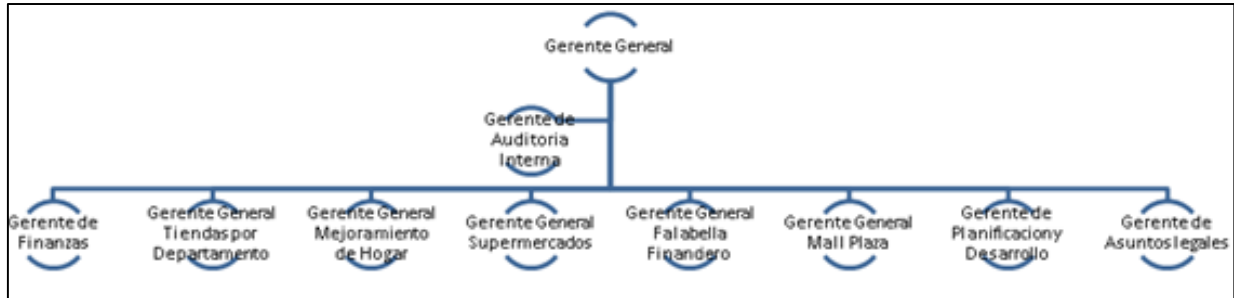 Gerente General
Gerente de
Auditoria
Interna
Gerente de
Finanzas
Gerente General
Tiendas por
Departamento
Gerente General
Mejoramiento
de Hogar
Gerente General
Supermercados
Gerente General
Falabella
Financiero
Gerente General
Mall Plaza
Gerente de
Planificacion y
Desarrollo
Gerente de
Asuntos legales